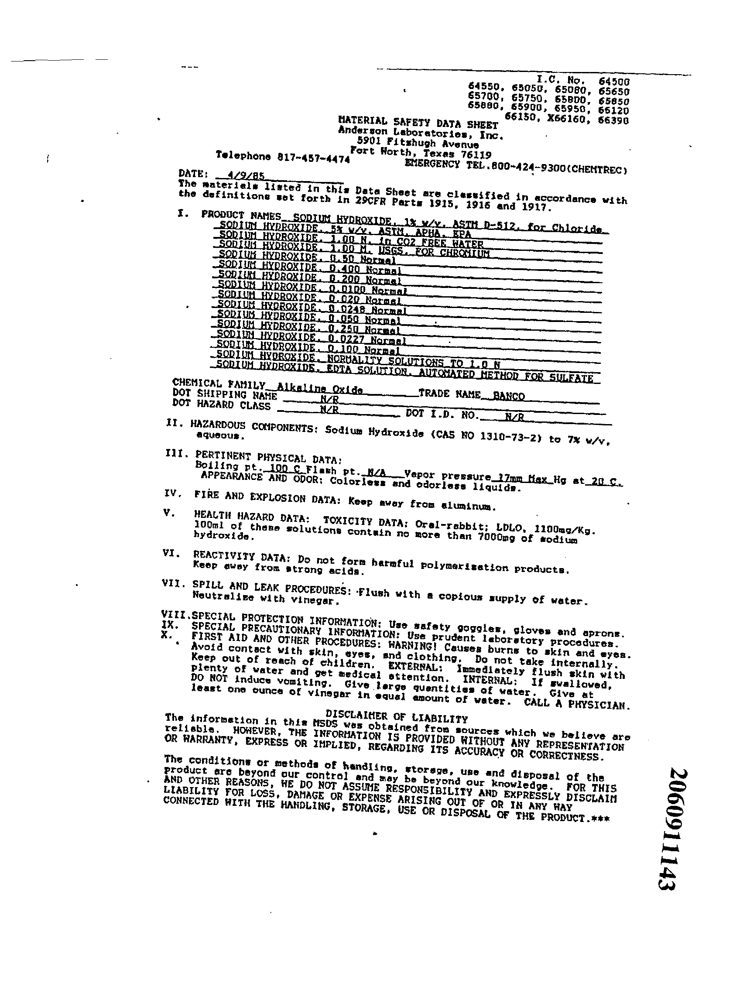 I.C. No. 64500
64550, 65050, 65080, 65650
65700, 65750, 65800, 65850
65880, 65900, 65950, 66120
66150, X66160, 66390
MATERIAL SAFETY DATA SHEET
Anderson Laboratories, Inc.
5901 Fitzhugh Avenue
Fort Worth, Texas 76119
Telephone 817-457-4474 EMERGENCY TEL.800-424-9300(CHEMTREC)
DATE: 4/9/85
The materials listed in this Data Sheet are classified in accordance with
the definitions set forth in 29CFR Parts 1915, 1916 and 1917.
I. PRODUCT NAMES SODIUM HYDROXIDE, 1% w/v, ASTM D-512, for Chloride
SODIUM HYDROXIDE, 5% w/v, ASTM, APHA, EPA
SODIUM HYDROXIDE, 1.00 N, in CO2 FREE WATER
SODIUM HYDROXIDE, 1.00 M, USGS, FOR CHROMIUM
SODIUM HYDROXIDE, 0.50 Normal
SODIUM HYDROXIDE, 0.400 Normal
SODIUM HYDROXIDE, 0.200 Normal
SODIUM HYDROXIDE, 0.0100 Normal
SODIUM HYDROXIDE, 0.020 Normal
SODIUM HYDROXIDE, 0.0248 Normal
SODIUM HYDROXIDE, 0.050 Normal
SODIUM HYDROXIDE, 0.250 Normal
SODIUM HYDROXIDE, 0.0227 Normal
SODIUM HYDROXIDE, 0.100 Normal
SODIUM HYDROXIDE, NORMALITY SOLUTIONS TO 1.0 N
SODIUM HYDROXIDE, EDTA SOLUTION, AUTOMATED METHOD FOR SULFATE
CHEMICAL FAMILY Alkaline Oxide TRADE NAME BANCO
DOT SHIPPING NAME N/R
DOT HAZARD CLASS N/R DOT I.D. NO. N/R
II. HAZARDOUS COMPONENTS: Sodium Hydroxide (CAS NO 1310-73-2) to 7% w/v,
aqueous.
III. PERTINENT PHYSICAL DATA:
Boiling pt. 100 C Flash pt. N/A Vapor pressure 17mm Max Hg at 20 C.
APPEARANCE AND ODOR: Colorless and odorless liquids.
IV. FIRE AND EXPLOSION DATA: Keep away from aluminum.
V. HEALTH HAZARD DATA: TOXICITY DATA: Oral-rabbit; LDLO, 1100mg/Kg.
100ml of these solutions contain no more than 7000mg of sodium
hydroxide.
VI. REACTIVITY DATA: Do not form harmful polymerisation products.
Keep away from strong acids.
VII. SPILL AND LEAK PROCEDURES: Flush with a copious supply of water.
Neutralize with vinegar.
VIII.SPECIAL PROTECTION INFORMATION: Use safety goggles, gloves and aprons.
IX. SPECIAL PRECAUTIONARY INFORMATION: Use prudent laboratory procedures.
X. FIRST AID AND OTHER PROCEDURES: WARNING! Causes burns to skin and eyes.
Avoid contact with skin, eyes, and clothing. Do not take internally.
Keep out of reach of children. EXTERNAL: Immediately flush skin with
plenty of water and get medical attention. INTERNAL: If swallowed,
DO NOT induce vomiting. Give large quantities of water. Give at
least one ounce of vinegar in equal amount of water. CALL A PHYSICIAN.
DISCLAIMER OF LIABILITY
The information in this MSDS was obtained from sources which we believe are
reliable. HOWEVER, THE INFORMATION IS PROVIDED WITHOUT ANY REPRESENTATION
OR WARRANTY, EXPRESS OR IMPLIED, REGARDING ITS ACCURACY OR CORRECTNESS.
The conditions or methods of handling, storage, use and disposal of the
product are beyond our control and may be beyond our knowledge. FOR THIS
AND OTHER REASONS, WE DO NOT ASSUME RESPONSIBILITY AND EXPRESSLY DISCLAIM
LIABILITY FOR LOSS, DAMAGE OR EXPENSE ARISING OUT OF OR IN ANY WAY
CONNECTED WITH THE HANDLING, STORAGE, USE OR DISPOSAL OF THE PRODUCT.***
2060911143